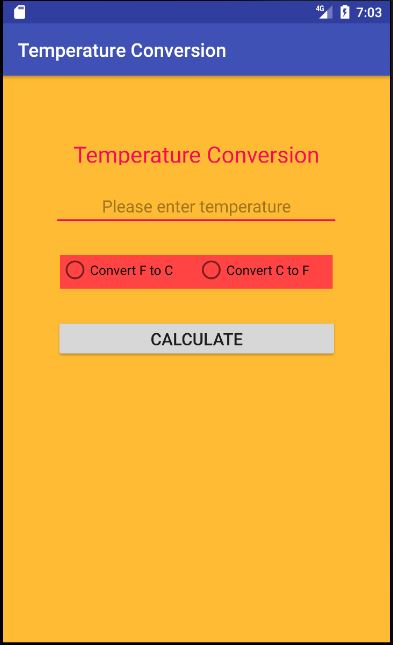 4G 7:03
Temperature Conversion
Temperature Conversion
Please enter temperature
Convert F to C Convert C to F
CALCULATE